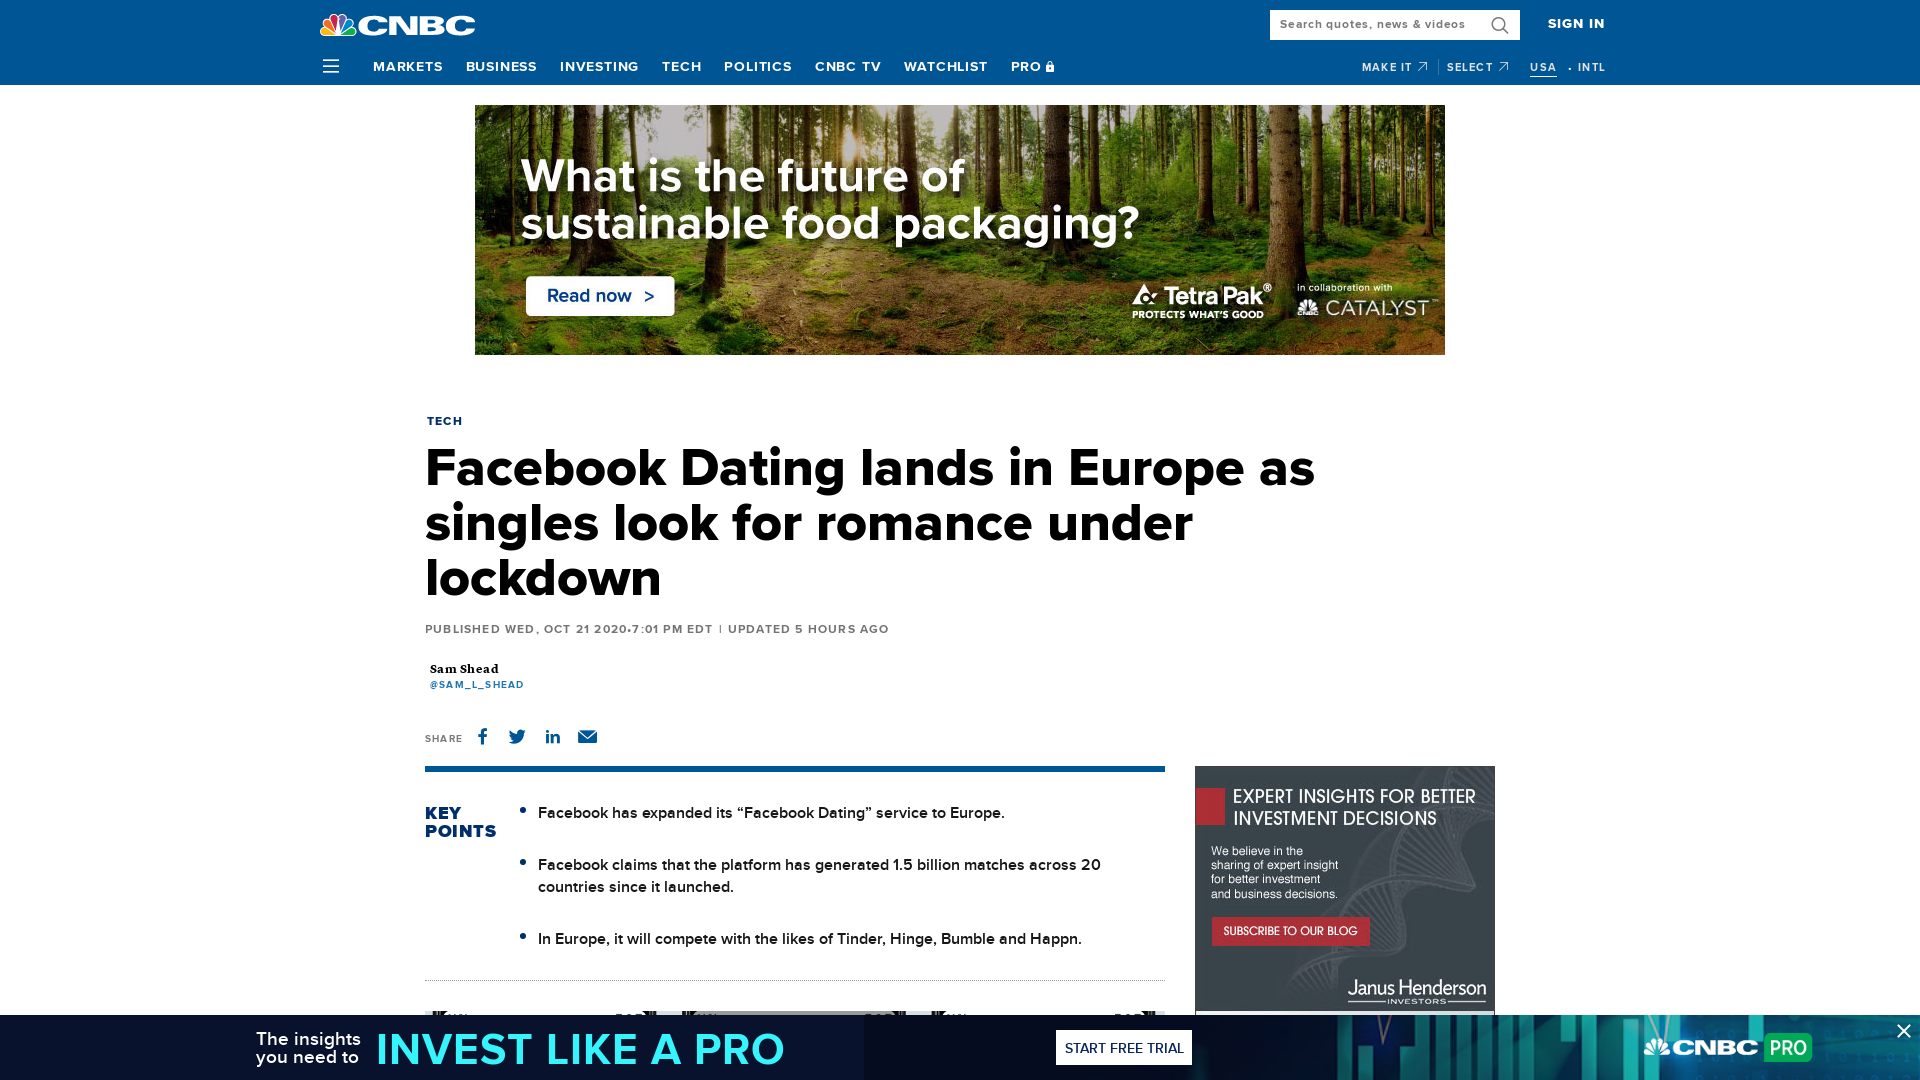 CNBC
Search quotes, news & videos
SIGN IN
MARKETS BUSINESS INVESTING TECH POLITICS CNBC TV WATCHLIST PRO
MAKE IT SELECT USA • INTL
What is the future of
sustainable food packaging?
Read now >
Tetra Pak®
PROTECTS WHAT'S GOOD
in collaboration with
CNBC CATALYST™
TECH
Facebook Dating lands in Europe as
singles look for romance under
lockdown
PUBLISHED WED, OCT 21 2020•7:01 PM EDT | UPDATED 5 HOURS AGO
Sam Shead
@SAM_L_SHEAD
SHARE
KEY
POINTS
Facebook has expanded its “Facebook Dating” service to Europe.
Facebook claims that the platform has generated 1.5 billion matches across 20
countries since it launched.
In Europe, it will compete with the likes of Tinder, Hinge, Bumble and Happn.
EXPERT INSIGHTS FOR BETTER
INVESTMENT DECISIONS
We believe in the
sharing of expert insight
for better investment
and business decisions.
SUBSCRIBE TO OUR BLOG
Janus Henderson
INVESTORS
The insights
you need to
INVEST LIKE A PRO
START FREE TRIAL
CNBC PRO